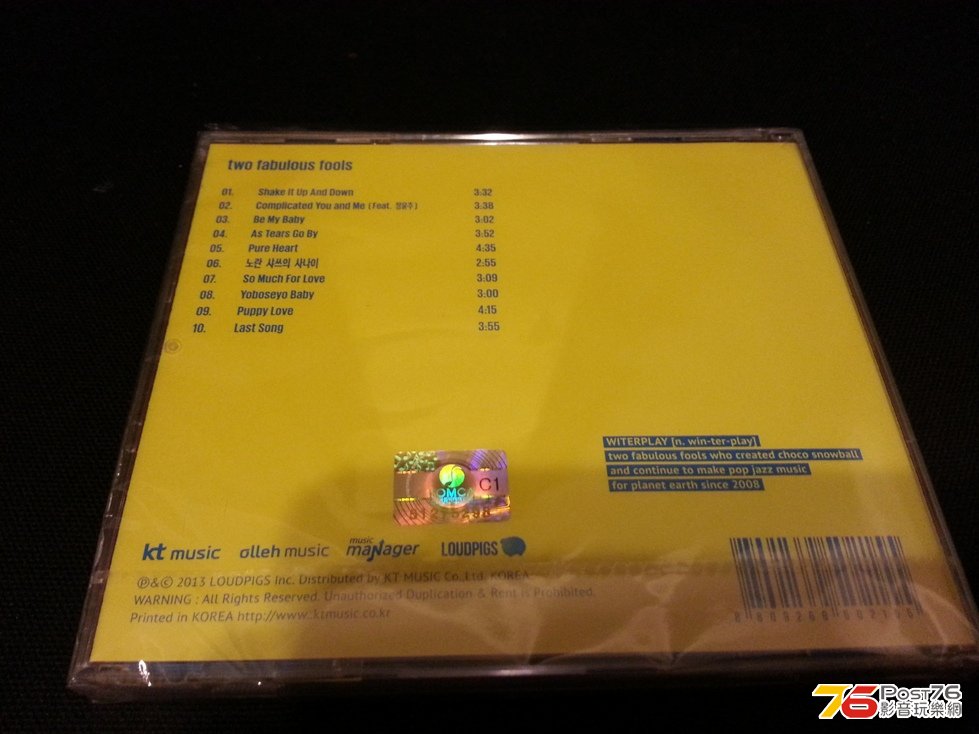 two fabulous fools
01. Shake It Up And Down 3:32
02. Complicated You and Me (Feat. 정유주) 3:38
03. Be My Baby 3:02
04. As Tears Go By 3:52
05. Pure Heart 4:35
06. 노란 샤쓰의 사나이 2:55
07. So Much For Love 3:09
08. Yoboseyo Baby 3:00
09. Puppy Love 4:15
10. Last Song 3:55
WITERPLAY [n. win-ter-play]
two fabulous fools who created choco snowball
and continue to make pop jazz music
for planet earth since 2008
KOMCA C1
kt music olleh music music maNager LOUDPIGS
℗&© 2013 LOUDPIGS Inc. Distributed by KT MUSIC Co.,Ltd. KOREA
WARNING : All Rights Reserved. Unauthorized Duplication & Rent is Prohibited.
Printed in KOREA http://www.ktmusic.co.kr
76 Post76
影音玩樂網